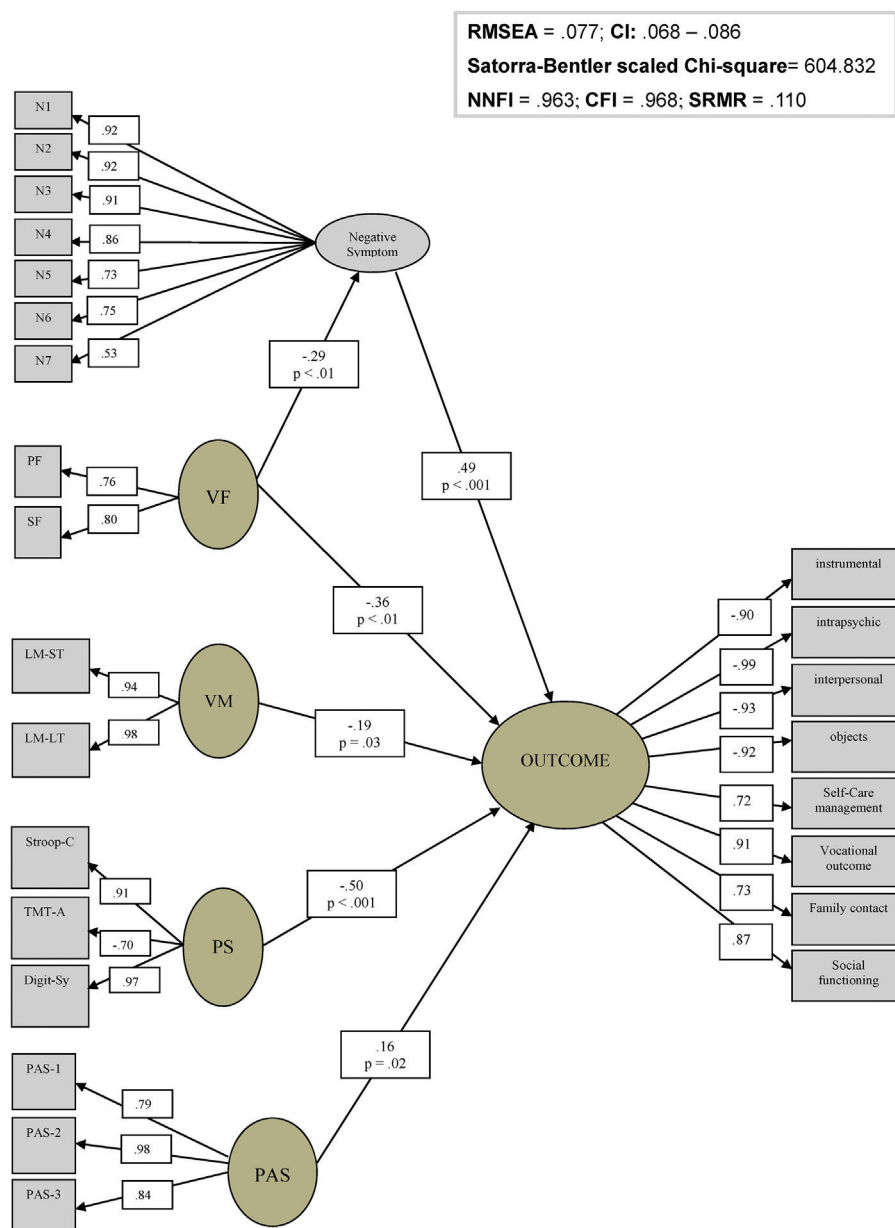 RMSEA = .077; CI: .068 – .086
Satorra-Bentler scaled Chi-square= 604.832
NNFI = .963; CFI = .968; SRMR = .110
N1
.92
N2
.92
N3
.91
N4
.86
N5
.73
N6
.75
N7
.53
Negative
Symptom
-.29
p < .01
PF
.76
SF
.80
VF
.49
p < .001
-.36
p < .01
LM-ST
.94
LM-LT
.98
VM
-.19
p = .03
OUTCOME
instrumental
-.90
intrapsychic
-.99
interpersonal
-.93
objects
-.92
Self-Care
management
.72
Vocational
outcome
.91
Family contact
.73
Social
functioning
.87
Stroop-C
.91
TMT-A
-.70
Digit-Sy
.97
PS
-.50
p < .001
.16
p = .02
PAS-1
.79
PAS-2
.98
PAS-3
.84
PAS